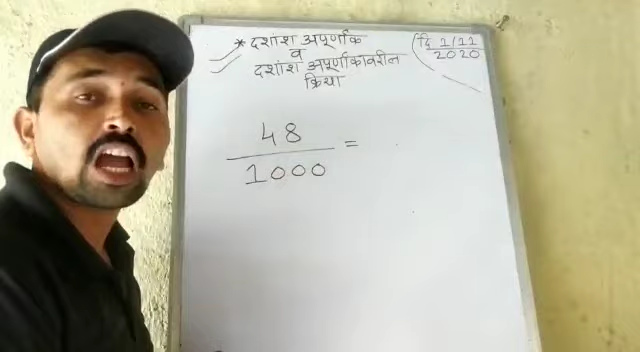 * दशांश अपूर्णांक
व
दशांश अपूर्णांकावरील
क्रिया
दि 1/11
2020
48
1000
=